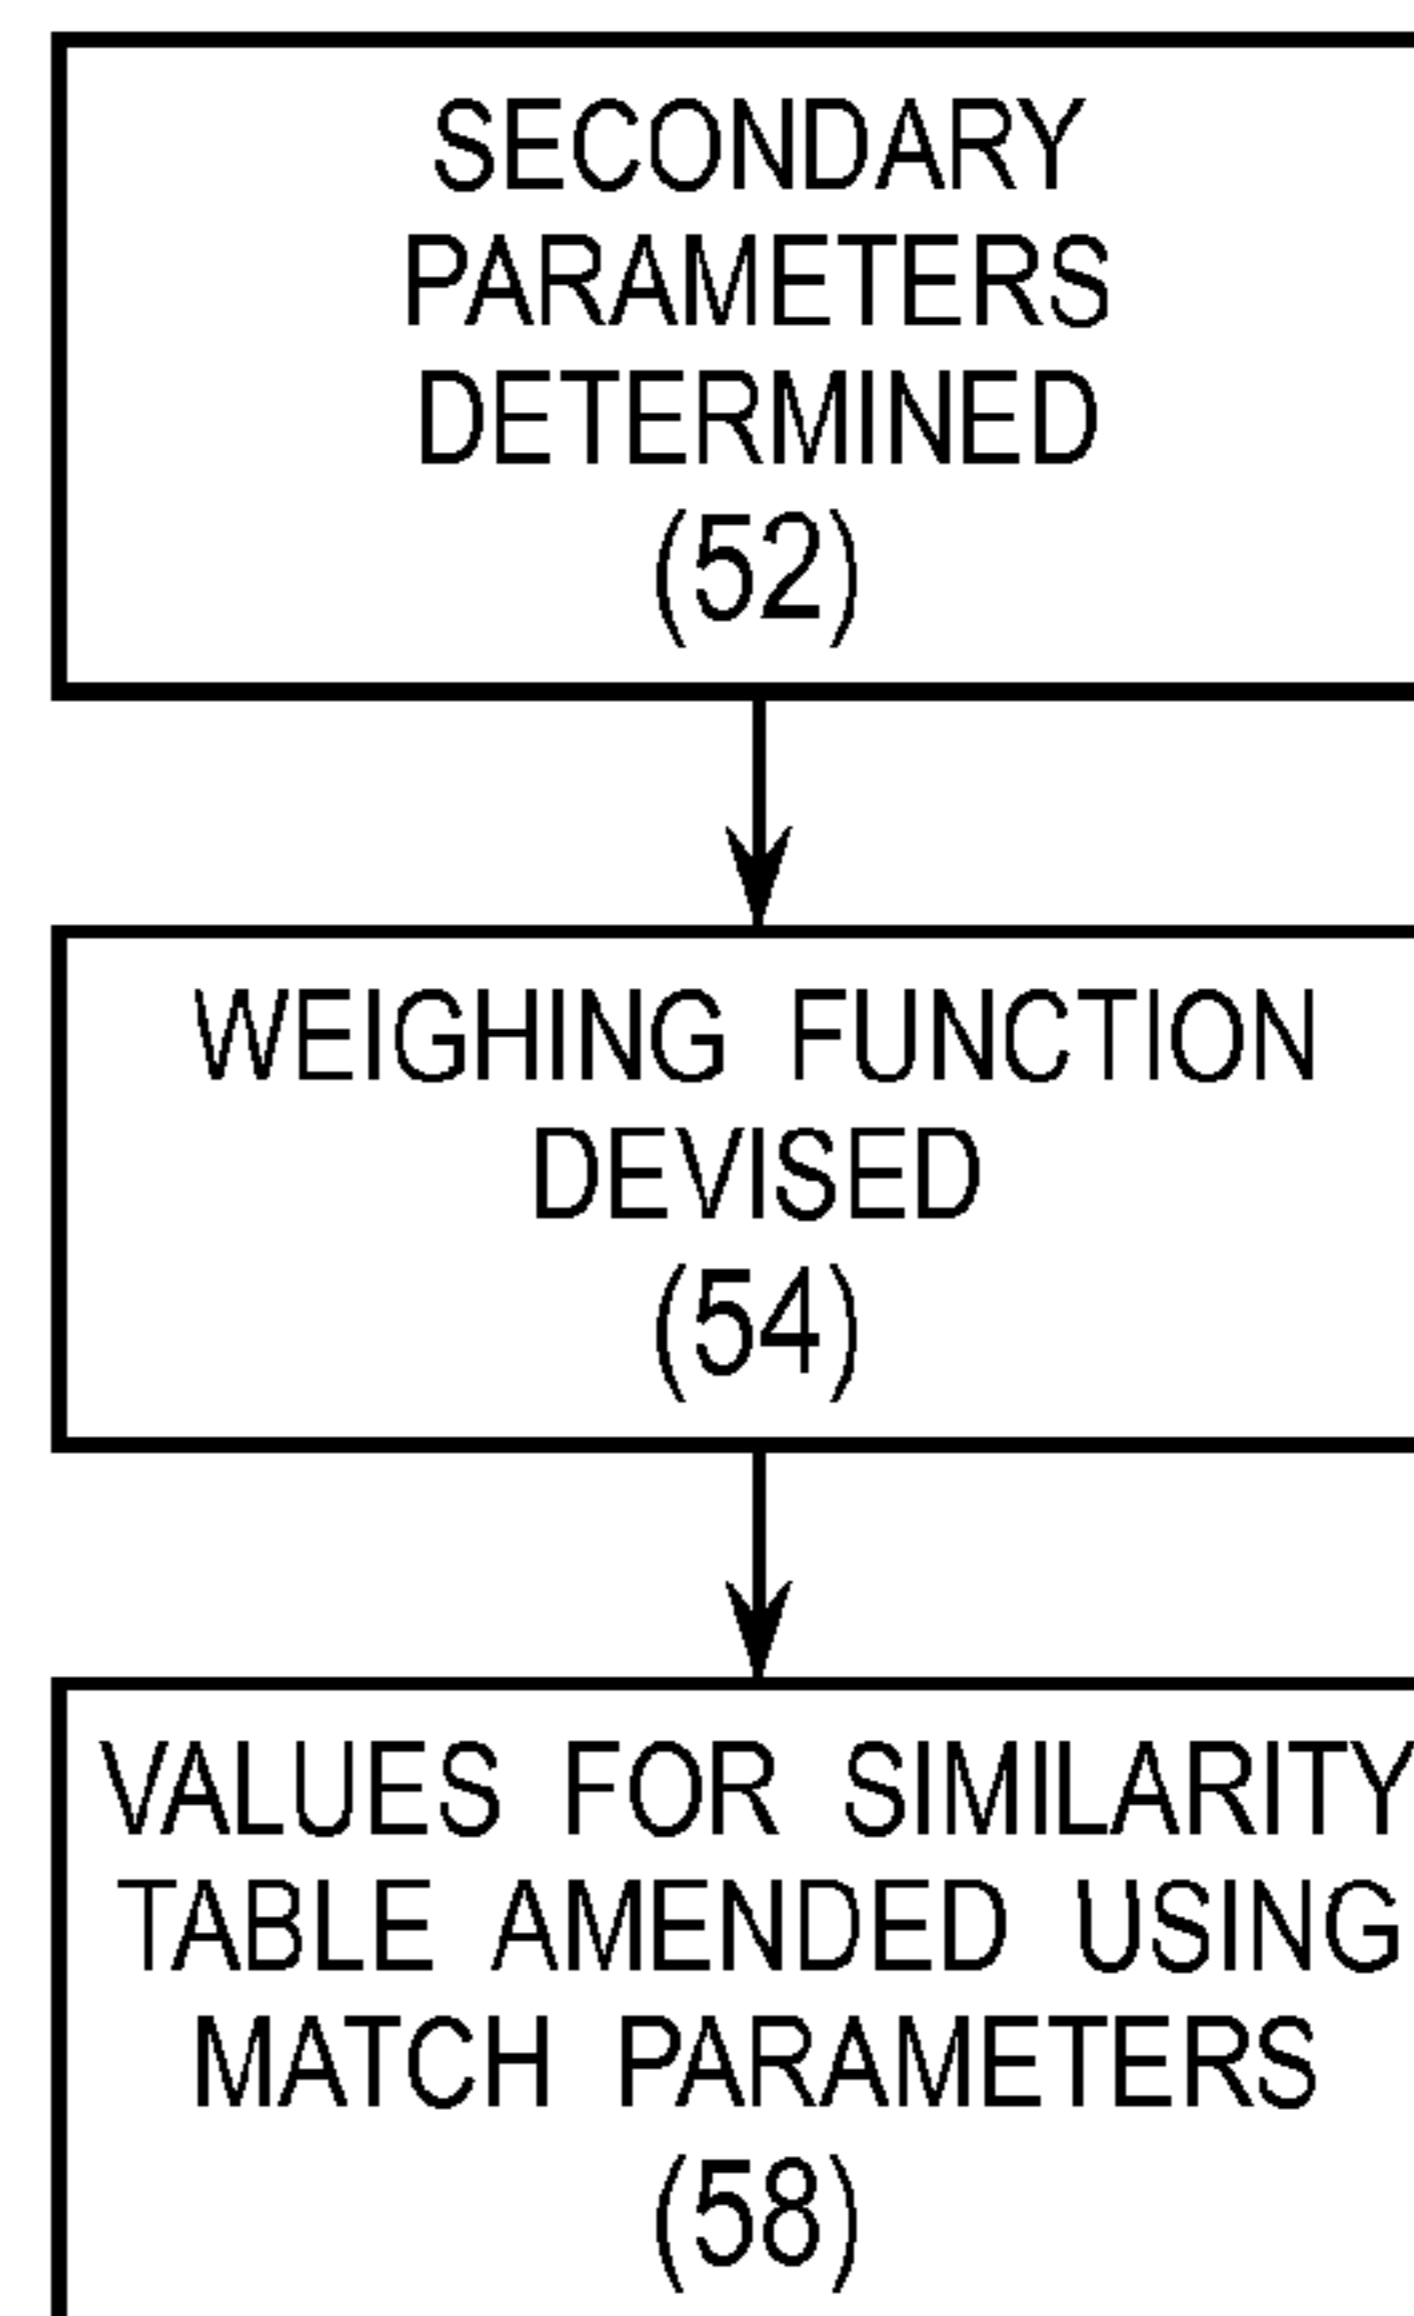 SECONDARY
PARAMETERS
DETERMINED
(52)
WEIGHING FUNCTION
DEVISED
(54)
VALUES FOR SIMILARITY
TABLE AMENDED USING
MATCH PARAMETERS
(58)